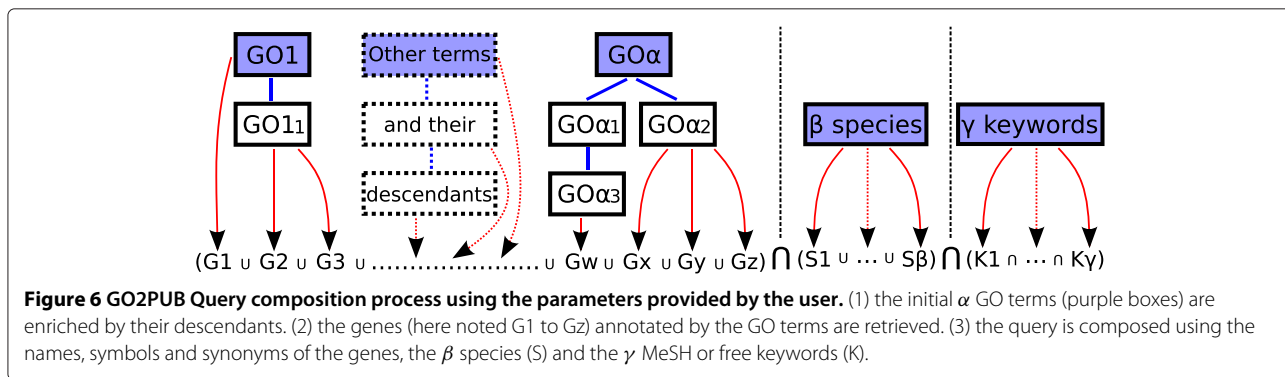 GO1 Other terms GOα
GO1₁ and their GOα1 GOα2 β species γ keywords
descendants GOα3
(G1 ∪ G2 ∪ G3 ∪ ........................ ∪ Gw ∪ Gx ∪ Gy ∪ Gz) ⋂ (S1 ∪ ... ∪ Sβ) ⋂ (K1 ∩ ... ∩ Kγ)
Figure 6 GO2PUB Query composition process using the parameters provided by the user. (1) the initial α GO terms (purple boxes) are
enriched by their descendants. (2) the genes (here noted G1 to Gz) annotated by the GO terms are retrieved. (3) the query is composed using the
names, symbols and synonyms of the genes, the β species (S) and the γ MeSH or free keywords (K).